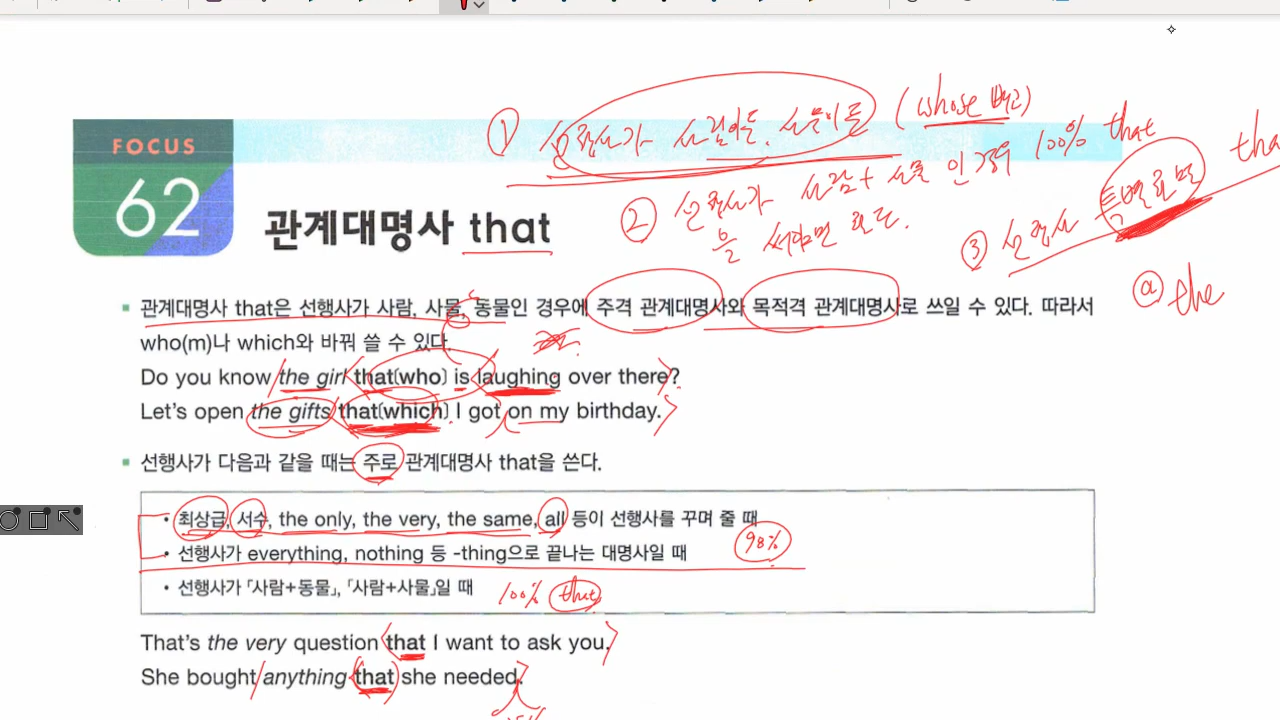 ① 선행사가 사람이든, 사물이든 (whose 빼고)
② 선행사가 사람+사물 인 경우 100% that
을 써야만 한다.
③ 선행사 특별하면 tha
ⓐ the
FOCUS
62
관계대명사 that
관계대명사 that은 선행사가 사람, 사물, 동물인 경우에 주격 관계대명사와 목적격 관계대명사로 쓰일 수 있다. 따라서
who(m)나 which와 바꿔 쓸 수 있다.
Do you know the girl that(who) is laughing over there?
Let's open the gifts that(which) I got on my birthday.
선행사가 다음과 같을 때는 주로 관계대명사 that을 쓴다.
• 최상급, 서수, the only, the very, the same, all 등이 선행사를 꾸며 줄 때
98%
• 선행사가 everything, nothing 등 -thing으로 끝나는 대명사일 때
• 선행사가 「사람+동물」, 「사람+사물」일 때 100% that
That's the very question that I want to ask you.
She bought anything that she needed.